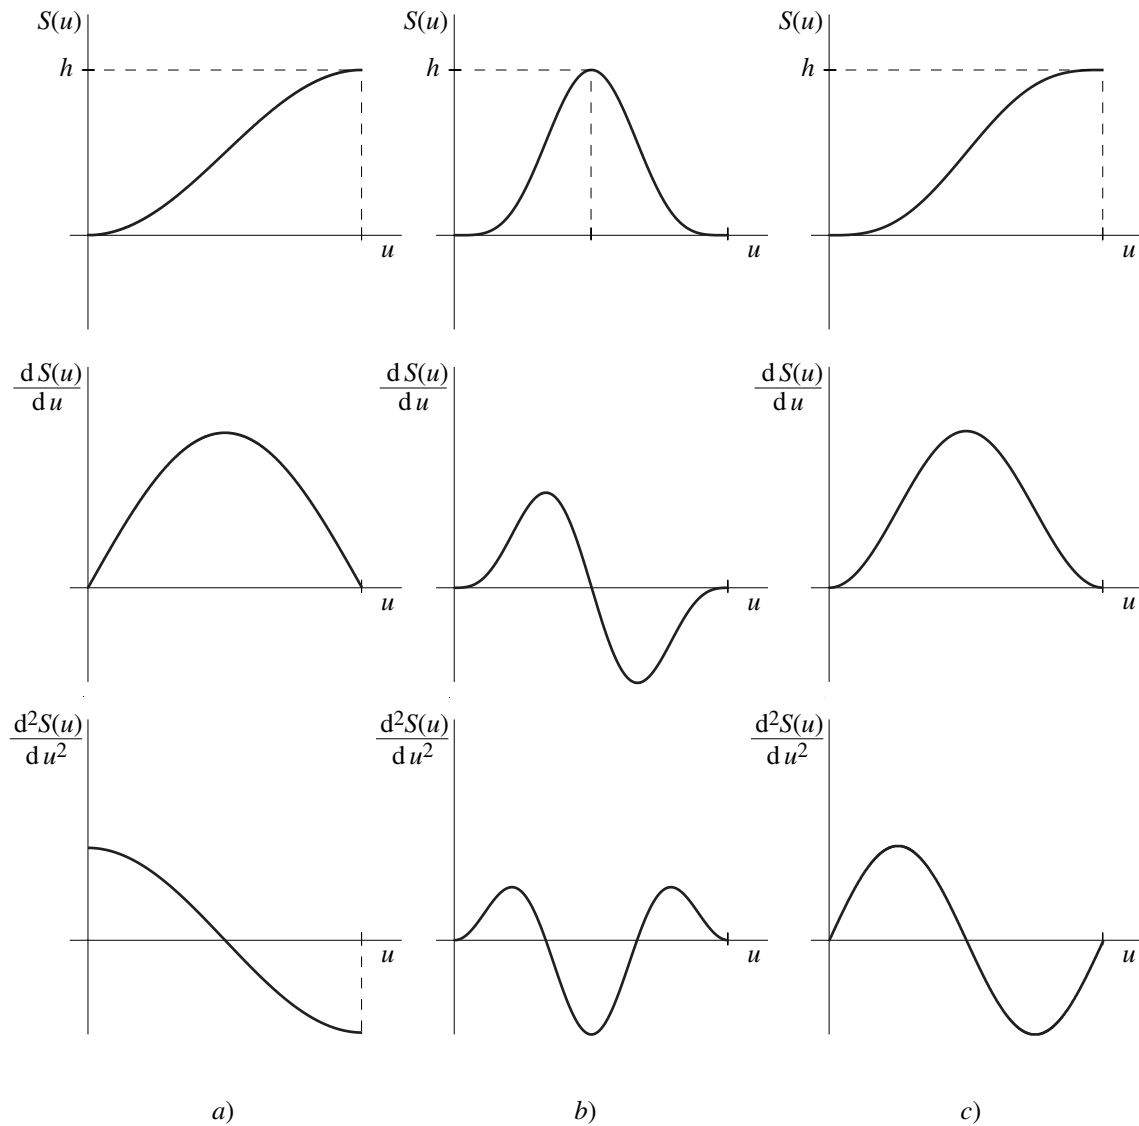 S(u) S(u) S(u)
h h h
u u u
d S(u) d S(u) d S(u)
d u d u d u
u u u
d²S(u) d²S(u) d²S(u)
d u² d u² d u²
u u u
a) b) c)